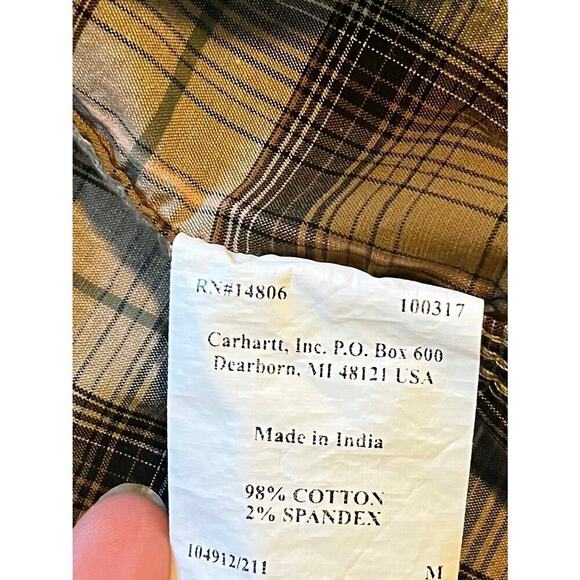 RN#14806 100317
Carhartt, Inc. P.O. Box 600
Dearborn, MI 48121 USA
Made in India
98% COTTON
2% SPANDEX
104912/211 M